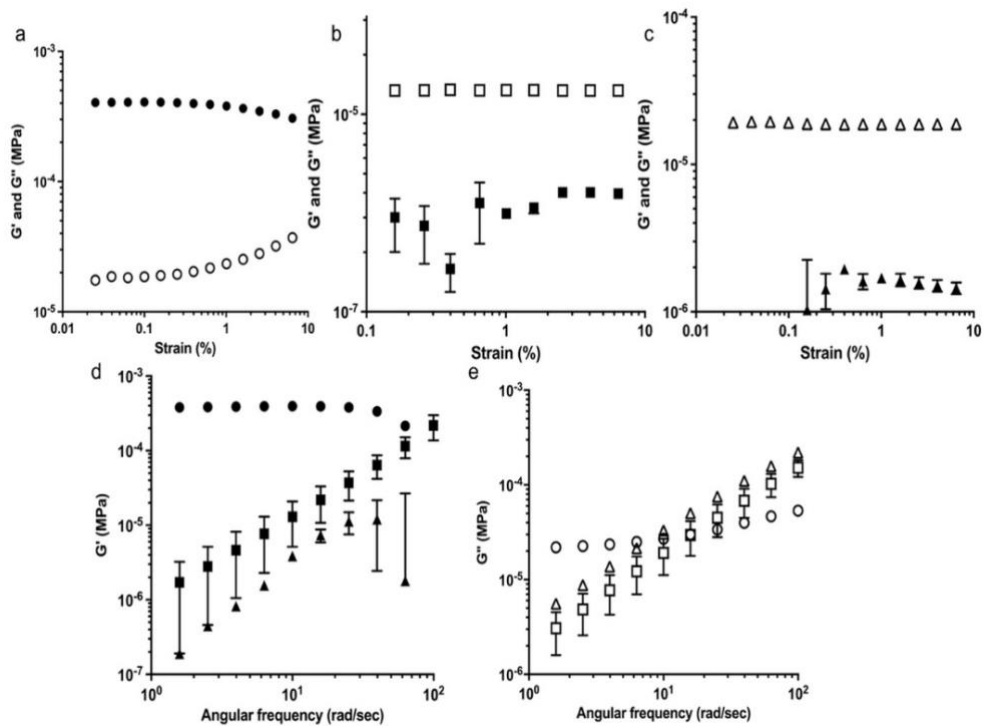 a
G' and G" (MPa)
10-3
10-4
10-5
0.01 0.1 1 10
Strain (%)
b
G' and G" (MPa)
10-5
10-7
0.1 1 10
Strain (%)
c
G' and G" (MPa)
10-4
10-5
10-6
0.01 0.1 1 10
Strain (%)
d
G' (MPa)
10-3
10-4
10-5
10-6
10-7
100 101 102
Angular frequency (rad/sec)
e
G" (MPa)
10-3
10-4
10-5
10-6
100 101 102
Angular frequency (rad/sec)